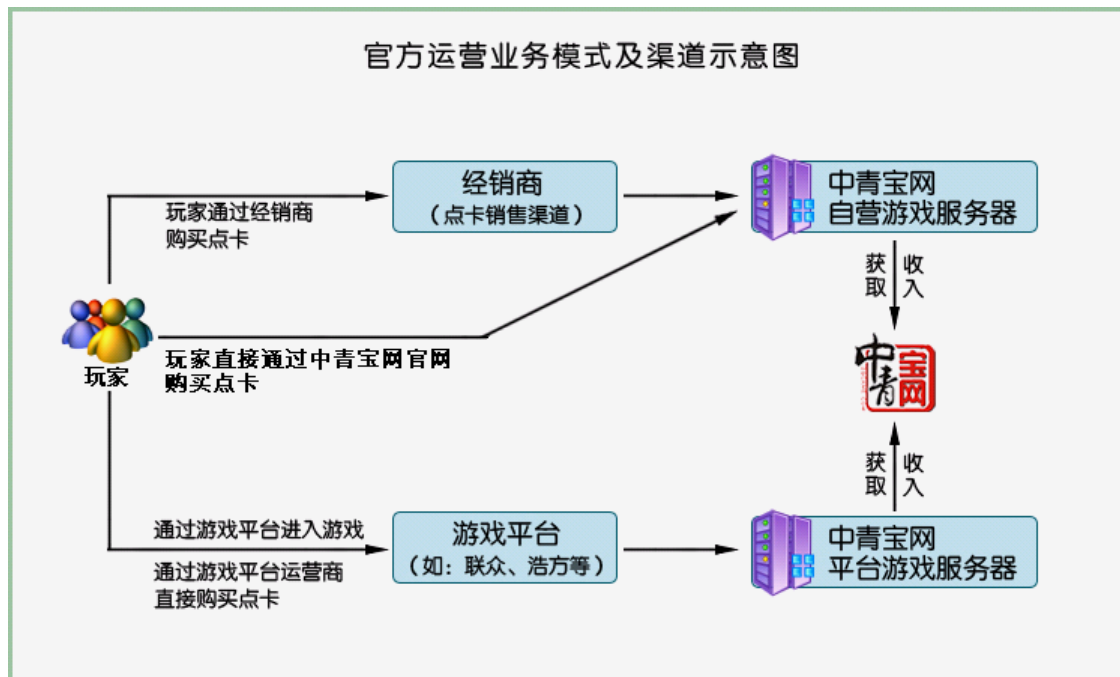 官方运营业务模式及渠道示意图
经销商
（点卡销售渠道）
中青宝网
自营游戏服务器
玩家通过经销商
购买点卡
获取
收入
玩家
玩家直接通过中青宝网官网
购买点卡
中青
宝网
获取
收入
通过游戏平台进入游戏
通过游戏平台运营商
直接购买点卡
游戏平台
（如：联众、浩方等）
中青宝网
平台游戏服务器